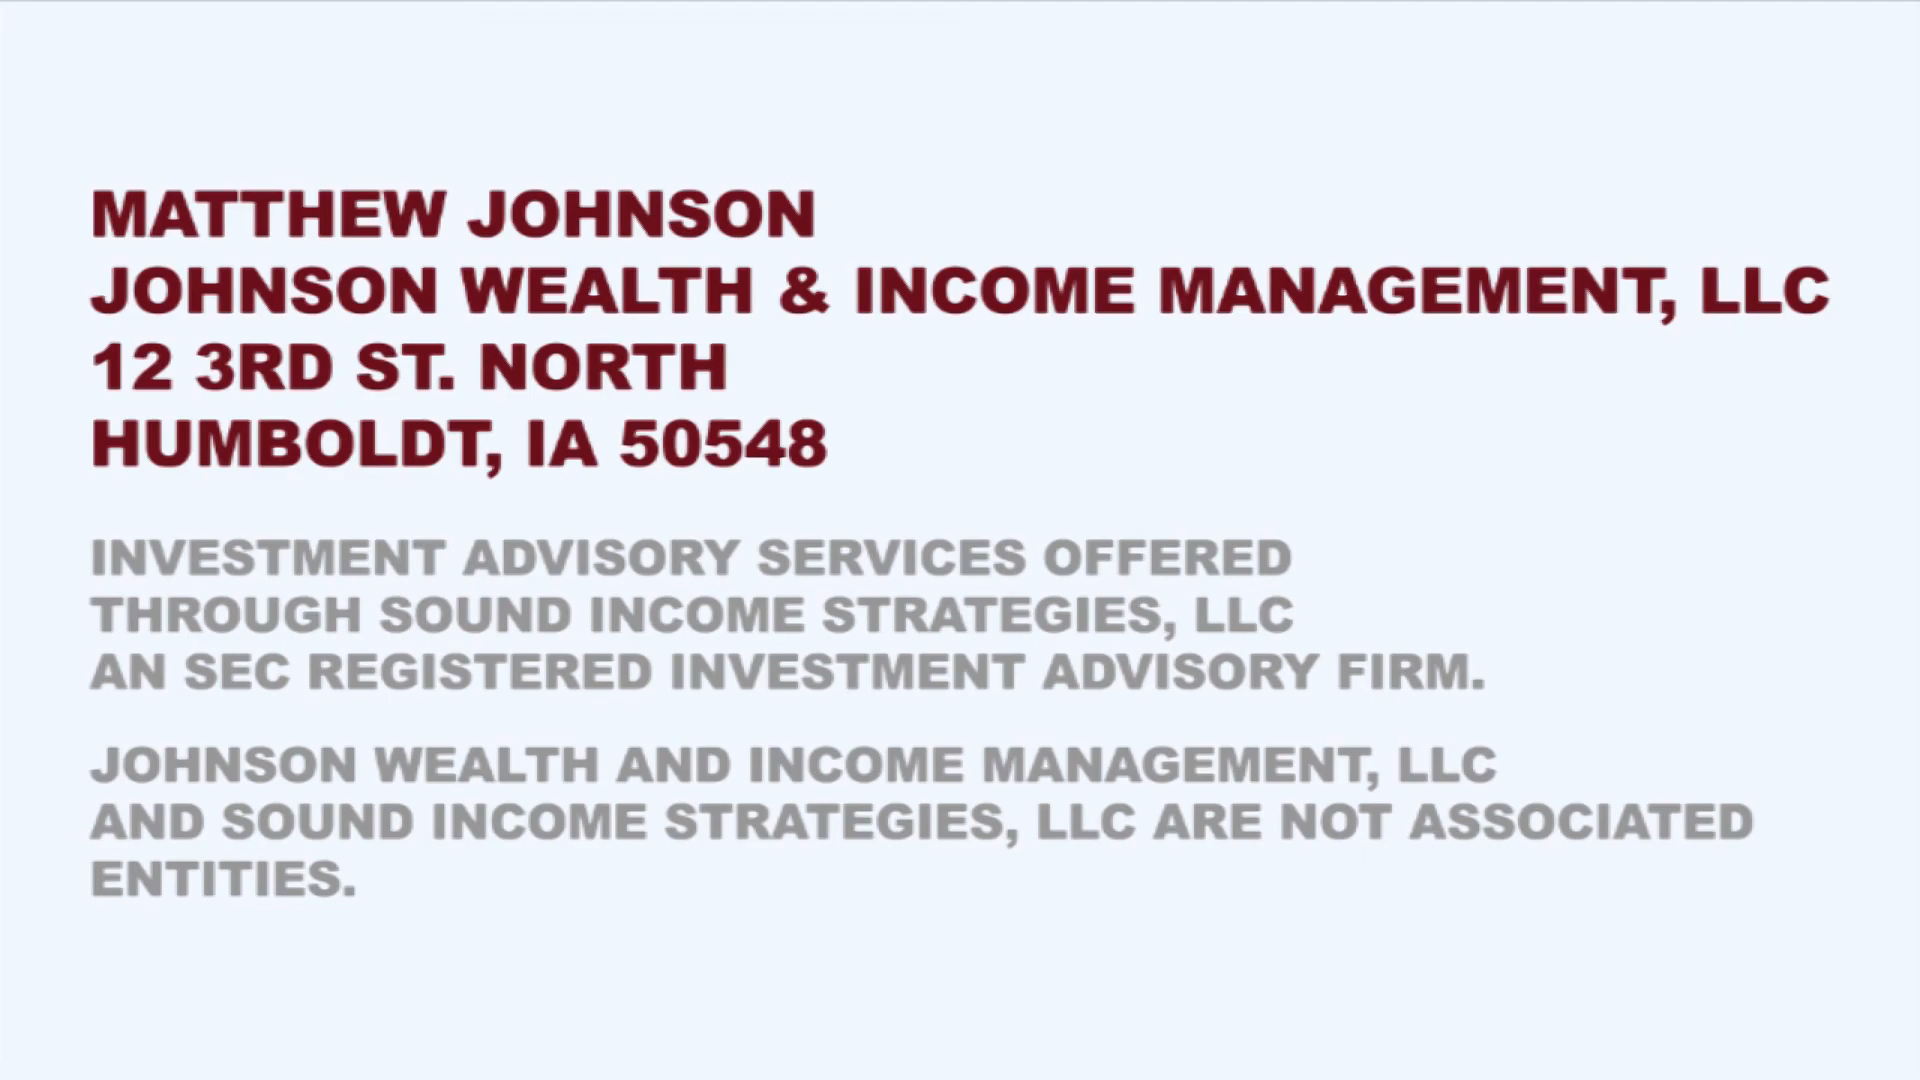 MATTHEW JOHNSON
JOHNSON WEALTH & INCOME MANAGEMENT, LLC
12 3RD ST. NORTH
HUMBOLDT, IA 50548
INVESTMENT ADVISORY SERVICES OFFERED
THROUGH SOUND INCOME STRATEGIES, LLC
AN SEC REGISTERED INVESTMENT ADVISORY FIRM.
JOHNSON WEALTH AND INCOME MANAGEMENT, LLC
AND SOUND INCOME STRATEGIES, LLC ARE NOT ASSOCIATED
ENTITIES.